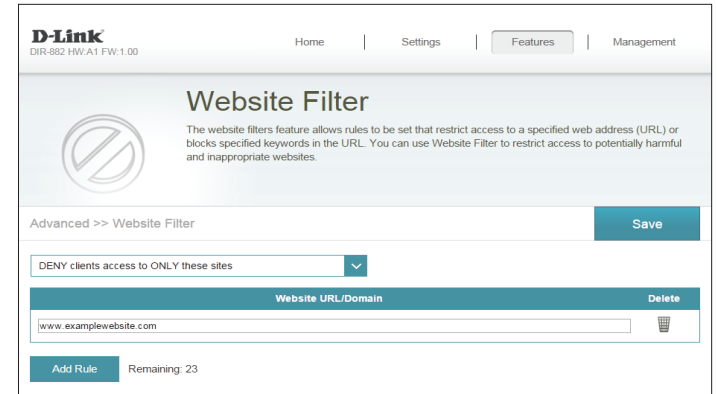 D-Link
DIR-882 HW:A1 FW:1.00
Home
Settings
Features
Management
Website Filter
The website filters feature allows rules to be set that restrict access to a specified web address (URL) or
blocks specified keywords in the URL. You can use Website Filter to restrict access to potentially harmful
and inappropriate websites.
Advanced >> Website Filter
Save
DENY clients access to ONLY these sites
Website URL/Domain
Delete
www.examplewebsite.com
Add Rule
Remaining: 23